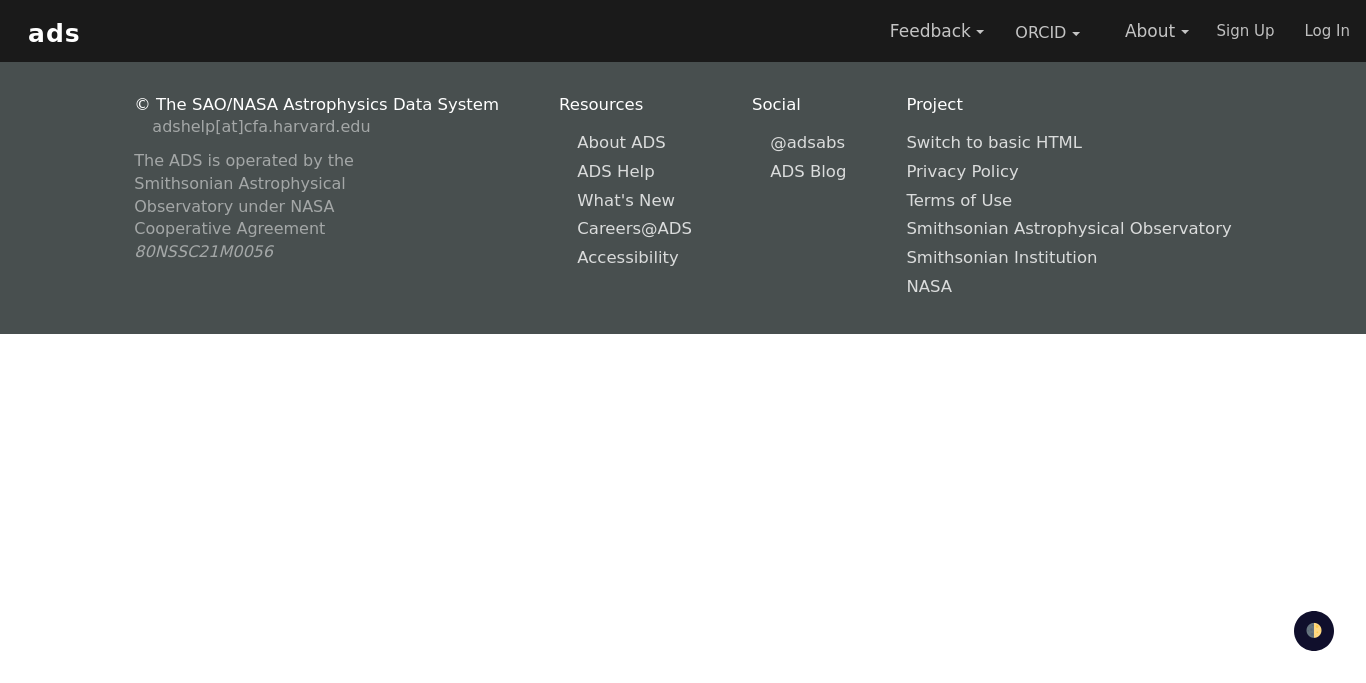 ads
Feedback
ORCID
About
Sign Up
Log In
© The SAO/NASA Astrophysics Data System
adshelp[at]cfa.harvard.edu
The ADS is operated by the
Smithsonian Astrophysical
Observatory under NASA
Cooperative Agreement
80NSSC21M0056
Resources
About ADS
ADS Help
What's New
Careers@ADS
Accessibility
Social
@adsabs
ADS Blog
Project
Switch to basic HTML
Privacy Policy
Terms of Use
Smithsonian Astrophysical Observatory
Smithsonian Institution
NASA